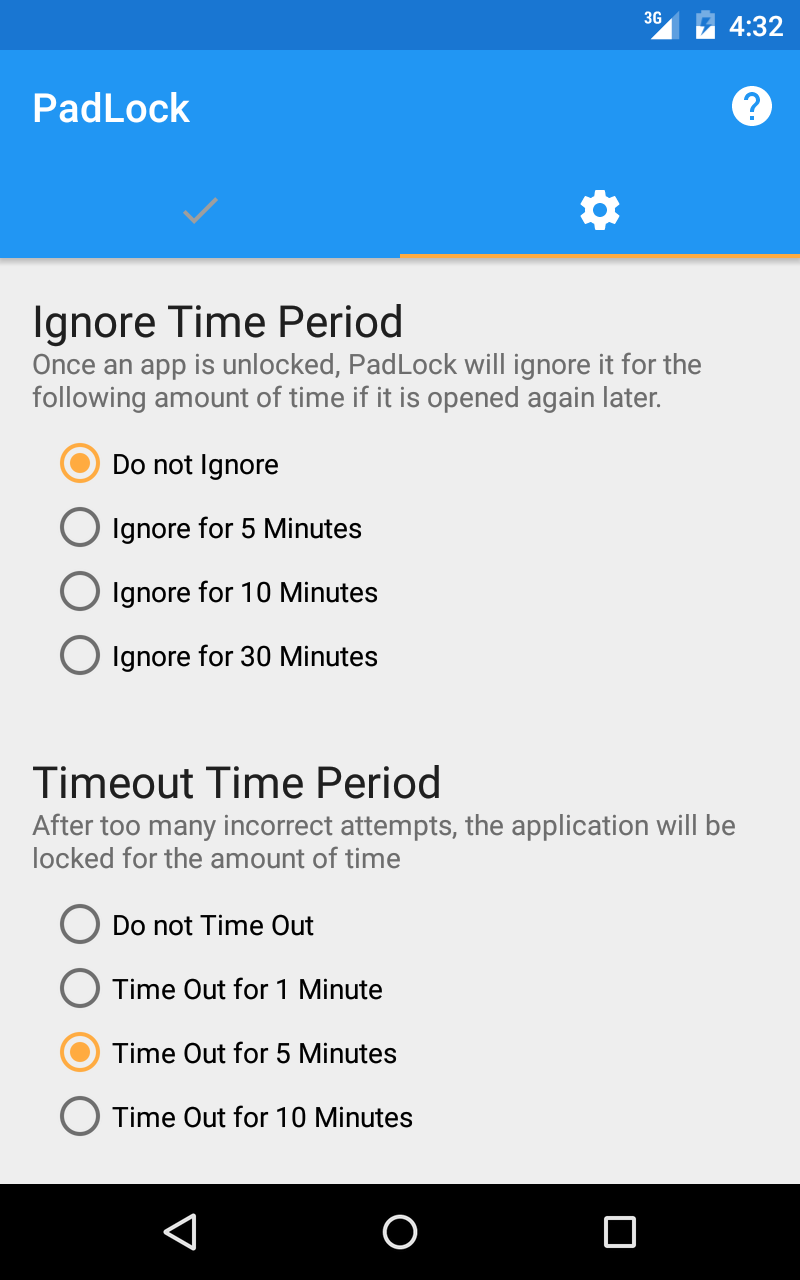 3G 4:32
PadLock
Ignore Time Period
Once an app is unlocked, PadLock will ignore it for the
following amount of time if it is opened again later.
Do not Ignore
Ignore for 5 Minutes
Ignore for 10 Minutes
Ignore for 30 Minutes
Timeout Time Period
After too many incorrect attempts, the application will be
locked for the amount of time
Do not Time Out
Time Out for 1 Minute
Time Out for 5 Minutes
Time Out for 10 Minutes